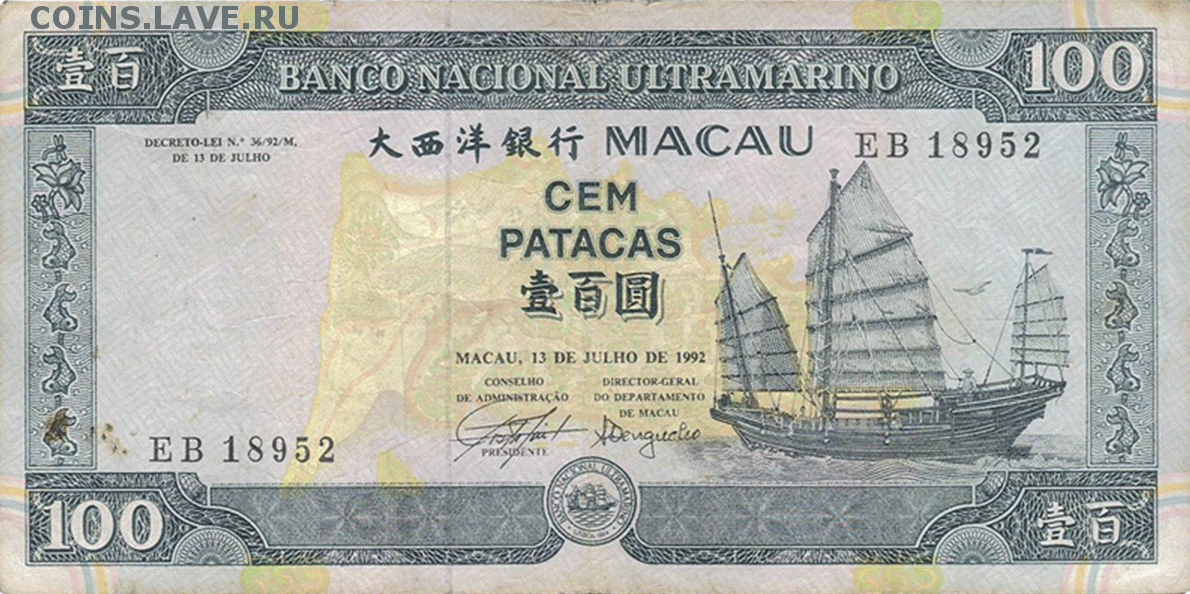 COINS.LAVE.RU
壹百
BANCO NACIONAL ULTRAMARINO
100
DECRETO-LEI N.º 36/92/M,
DE 13 DE JULHO
大西洋銀行 MACAU
EB 18952
CEM
PATACAS
壹百圓
MACAU, 13 DE JULHO DE 1992
CONSELHO
DE ADMINISTRAÇÃO
DIRECTOR-GERAL
DO DEPARTAMENTO
DE MACAU
PRESIDENTE
EB 18952
100
BANCO NACIONAL ULTRAMARINO
壹百